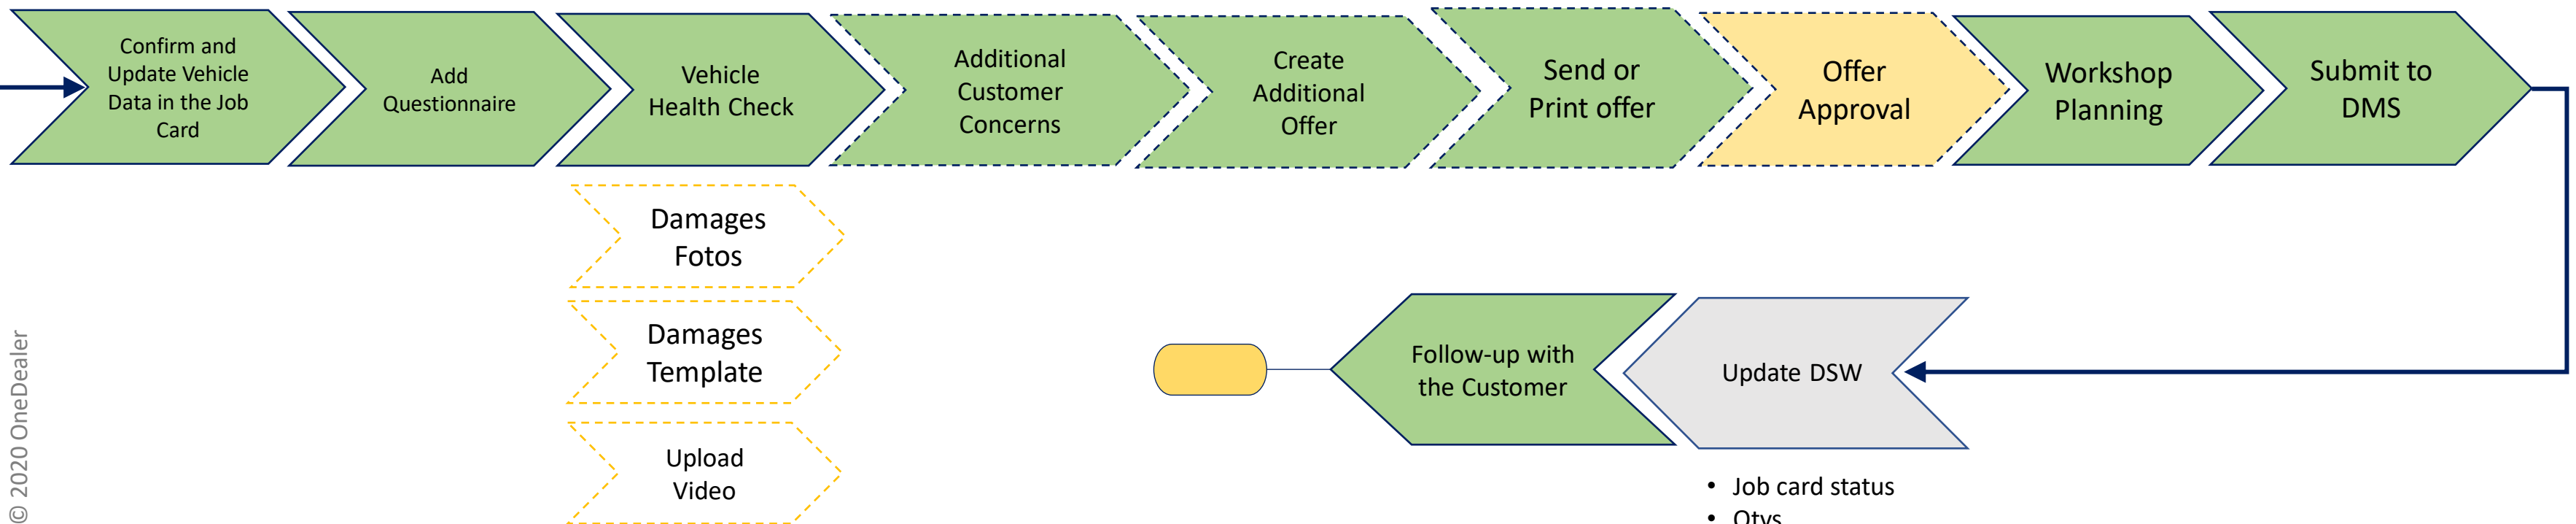 Confirm and
Update Vehicle
Data in the Job
Card
Add
Questionnaire
Vehicle
Health Check
Additional
Customer
Concerns
Create
Additional
Offer
Send or
Print offer
Offer
Approval
Workshop
Planning
Submit to
DMS
Damages
Fotos
Damages
Template
Upload
Video
Follow-up with
the Customer
Update DSW
• Job card status
• Qtys
© 2020 OneDealer